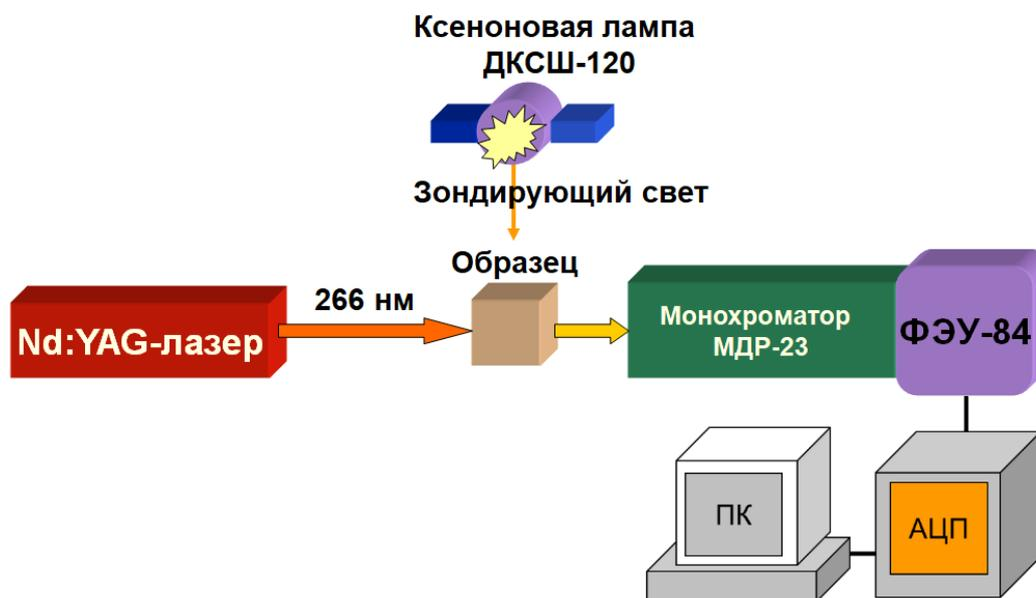 Ксеноновая лампа
ДКСШ-120
Зондирующий свет
Образец
266 нм
Nd:YAG-лазер
Монохроматор
МДР-23
ФЭУ-84
ПК
АЦП